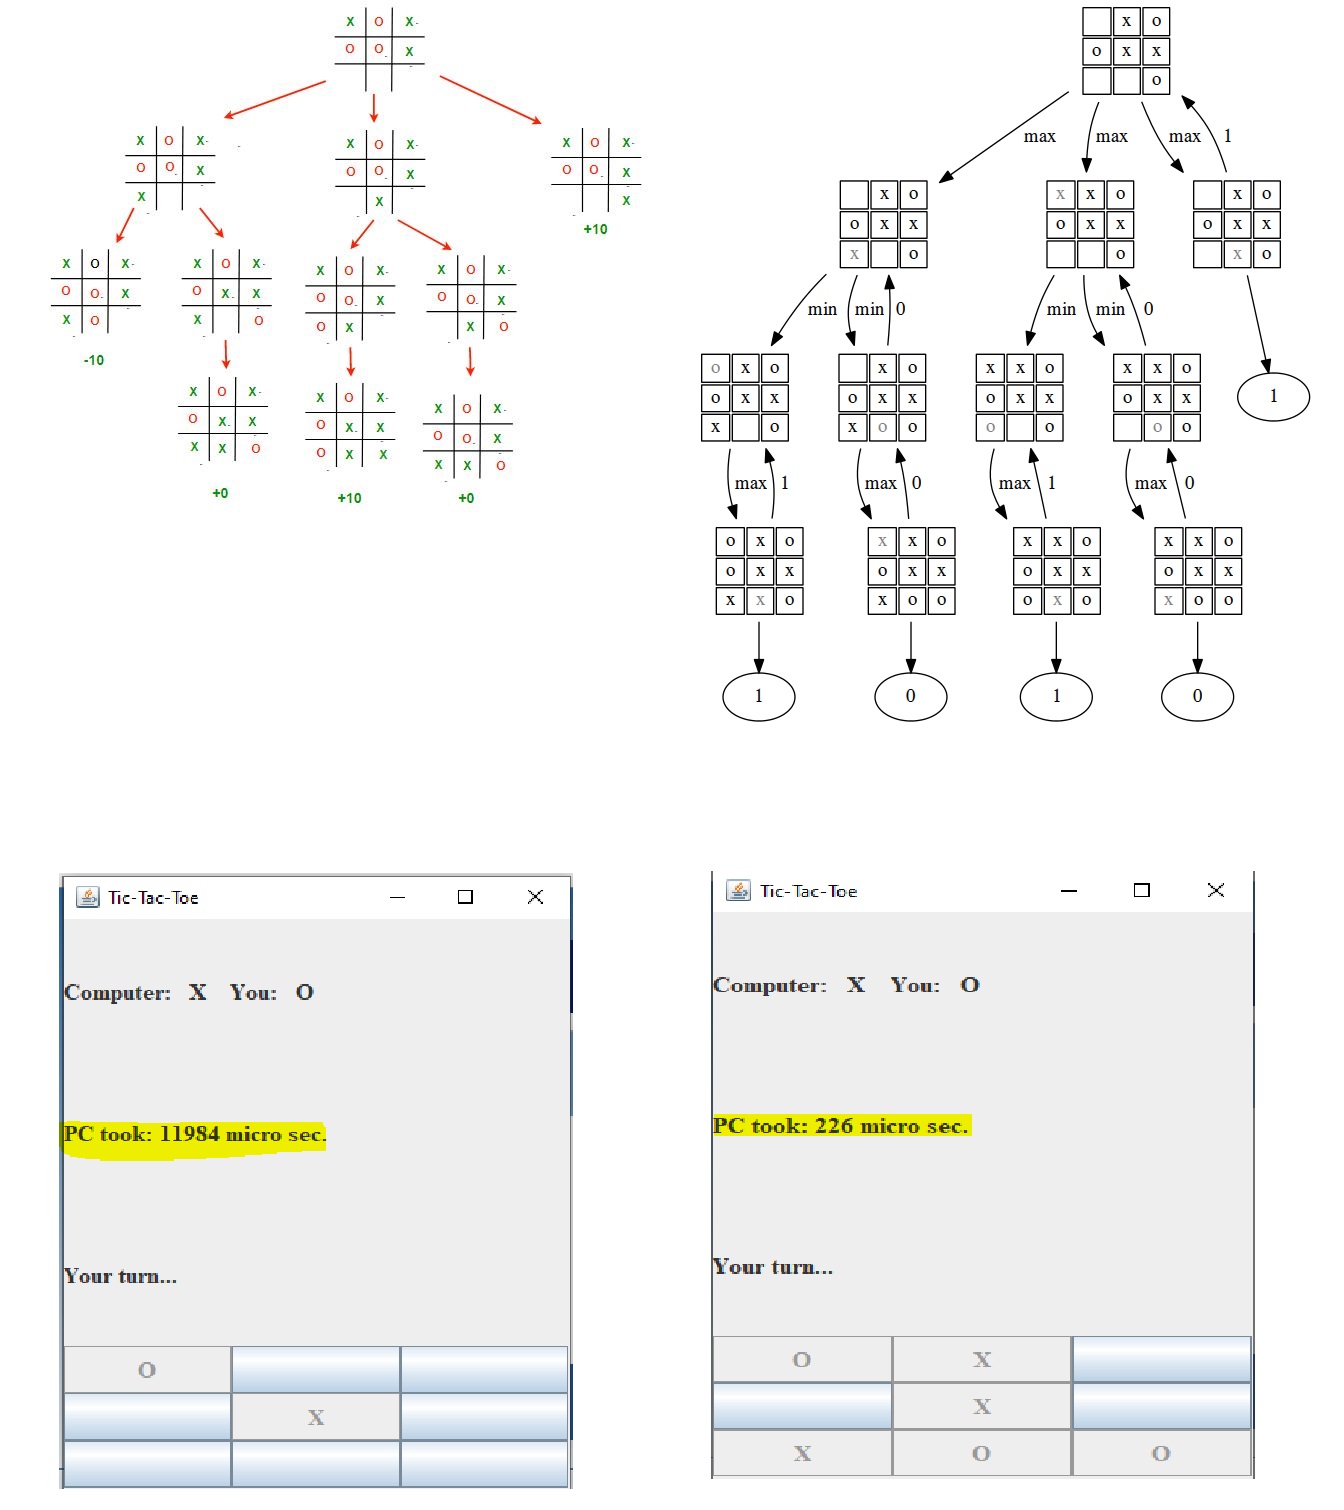 X O X
O O X
X O X
O O X
X
X O X
O O X
X
X O X
O O X
X
+10
X O X
O O X
X O
-10
X O X
O X X
X O
X O X
O O X
O X
X O X
O O X
X O
X O X
O X X
X X O
+0
X O X
O X X
O X X
+10
X O X
O O X
X X O
+0
x o
o x x
o
max max max 1
x o
o x x
x o
x x o
o x x
o
x o
o x x
x o
min min 0 min min 0
1
o x o
o x x
x o
x o
o x x
x o o
x x o
o x x
o o
x x o
o x x
o o
max 1 max 0 max 1 max 0
o x o
o x x
x x o
x x o
o x x
x o o
x x o
o x x
o x o
x x o
o x x
x o o
1 0 1 0
Tic-Tac-Toe
Computer: X You: O
PC took: 11984 micro sec.
Your turn...
O
X
Tic-Tac-Toe
Computer: X You: O
PC took: 226 micro sec.
Your turn...
O X
X
X O O